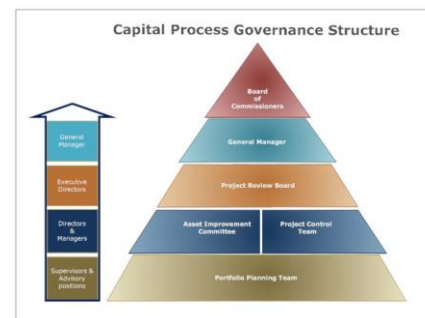 Capital Process Governance Structure
Board
of
Commissioners
General Manager
Project Review Board
Asset Improvement
Committee
Project Control
Team
Portfolio Planning Team
General
Manager
Executive
Directors
Directors
&
Managers
Supervisors &
Advisory
positions